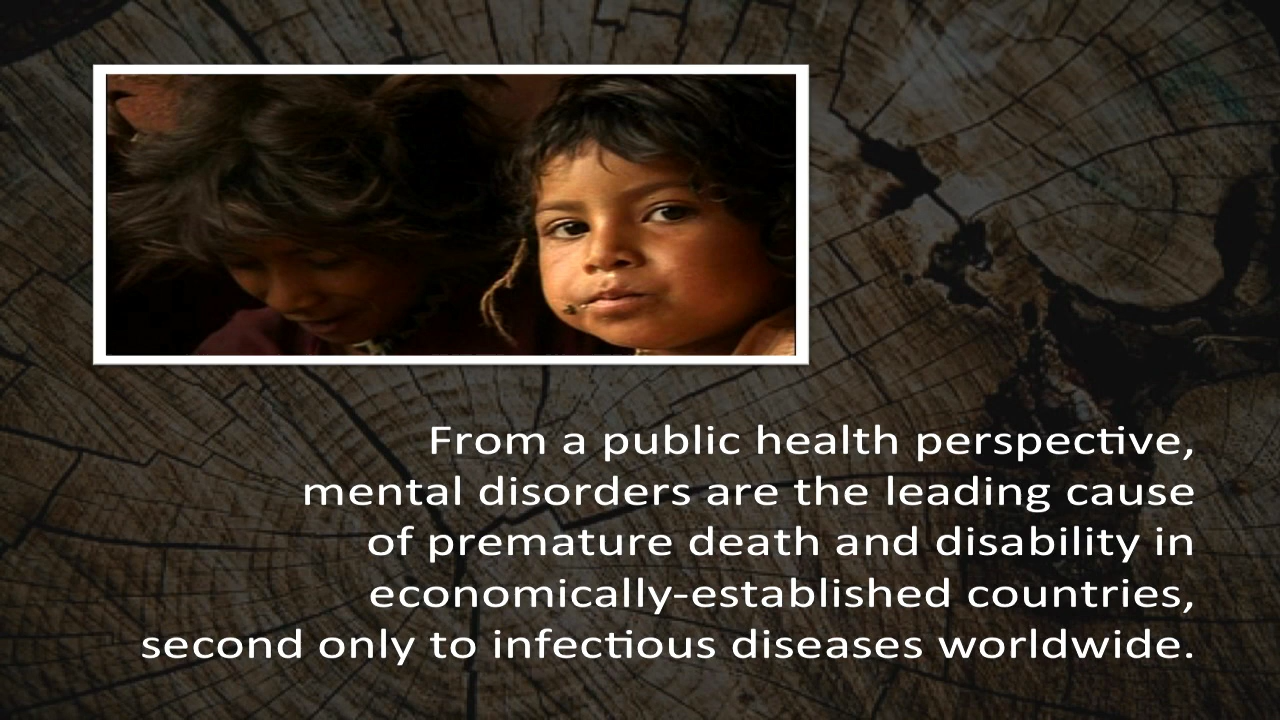 From a public health perspective,
mental disorders are the leading cause
of premature death and disability in
economically-established countries,
second only to infectious diseases worldwide.